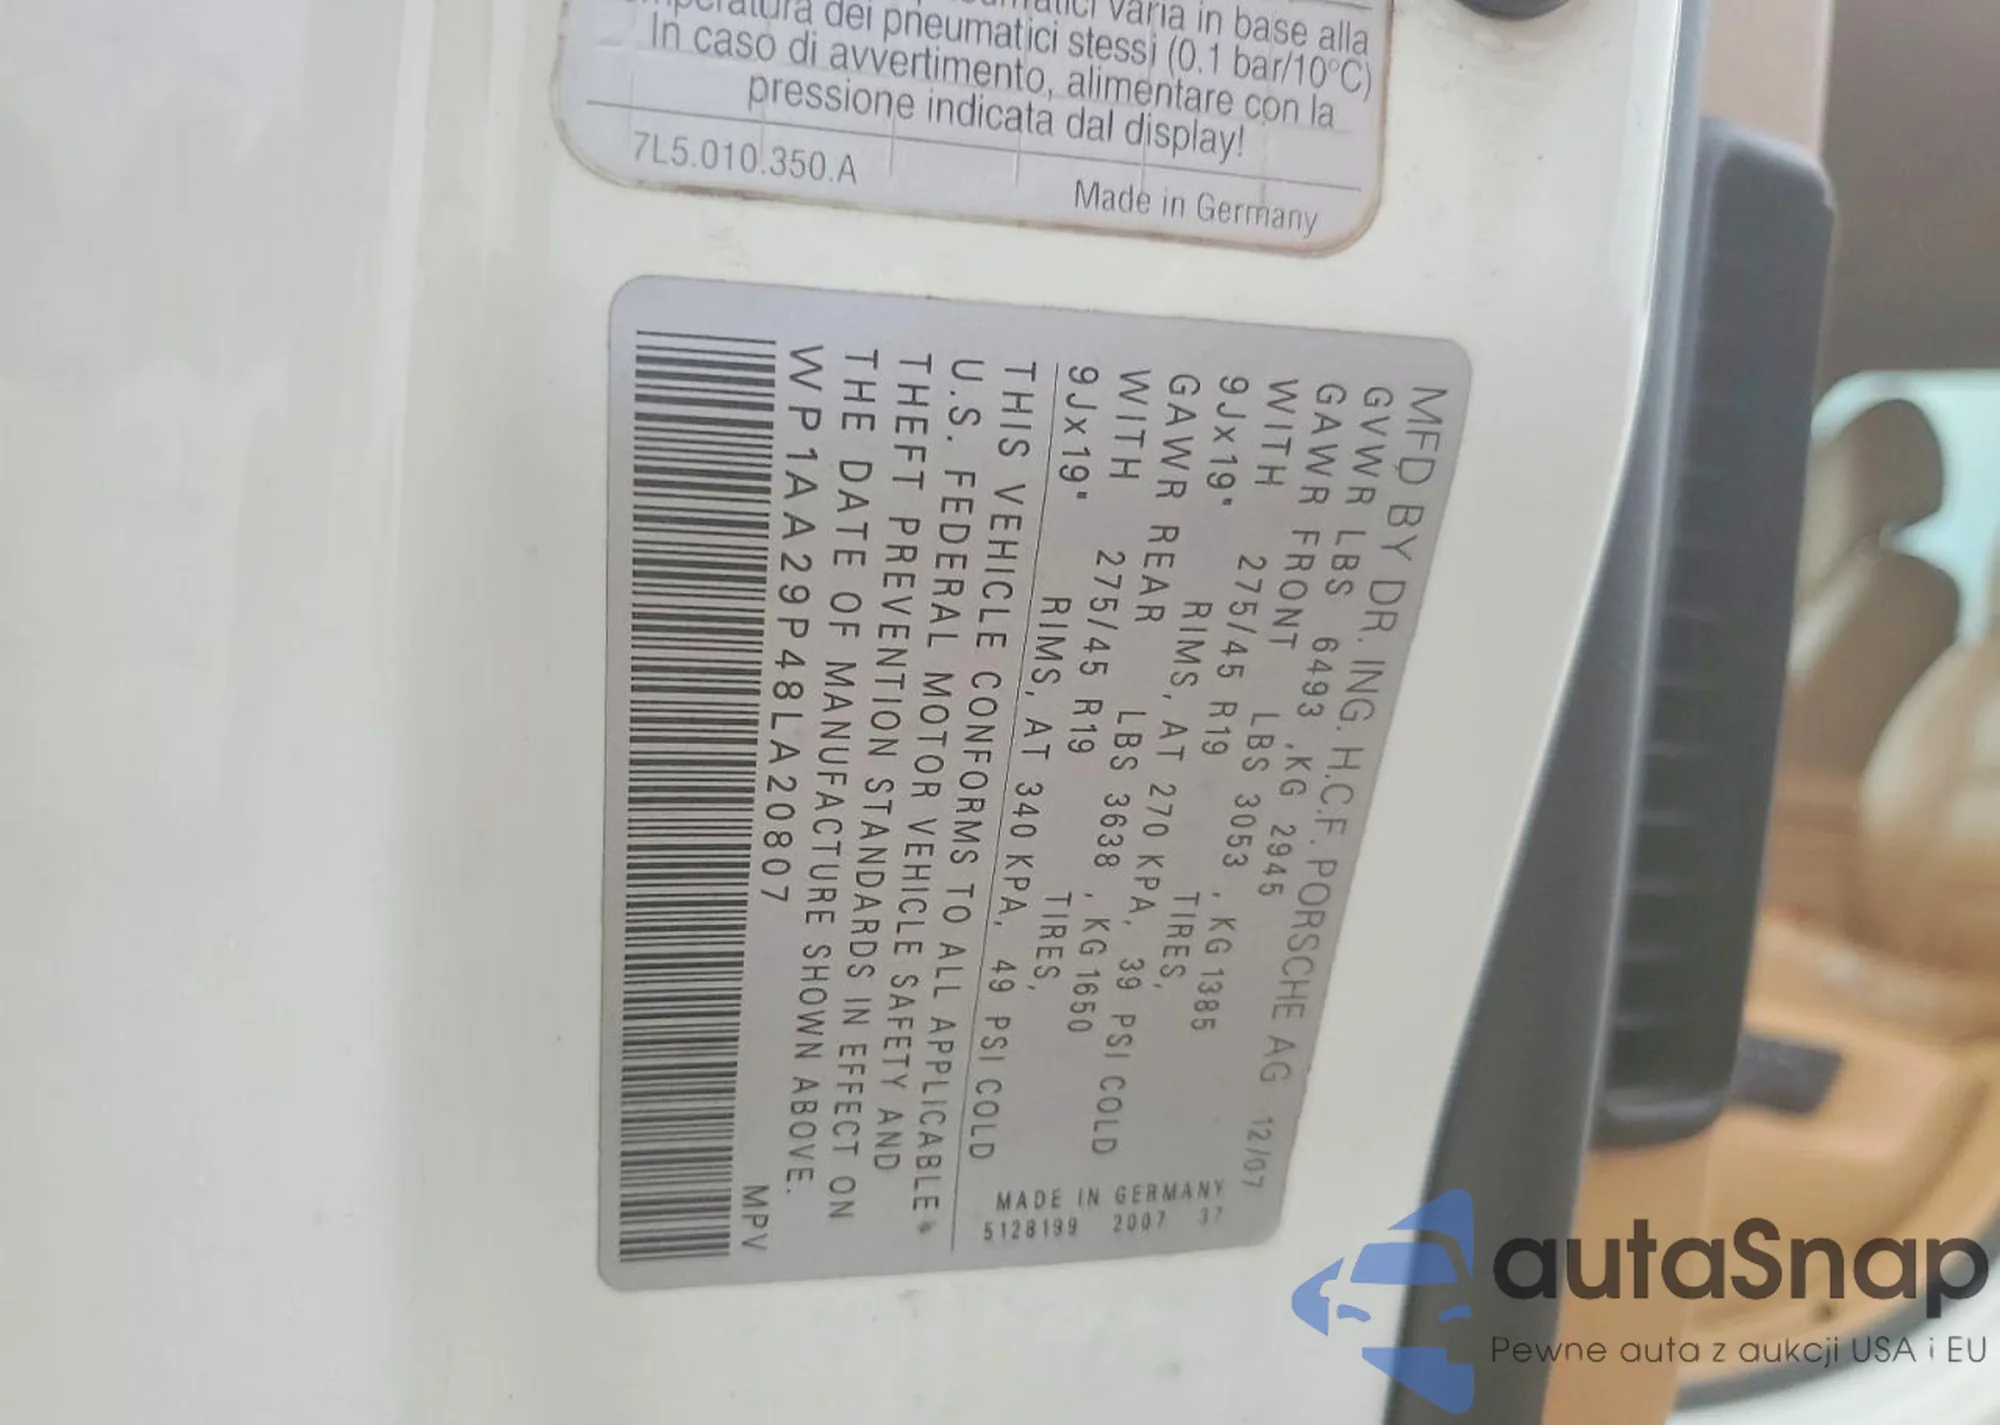 varia in base alla
dei pneumatici stessi (0.1 bar/10°C)
In caso di avvertimento, alimentare con la
pressione indicata dal display!
7L5.010.350.A
Made in Germany
MFD BY DR. ING. H.C.F. PORSCHE AG 12/07
GVWR LBS 6493 ,KG 2945
GAWR FRONT LBS 3053 , KG 1385
WITH 275/45 R19 TIRES,
9Jx19" RIMS, AT 270 KPA, 39 PSI COLD
GAWR REAR LBS 3638 , KG 1650
WITH 275/45 R19 TIRES,
9Jx19" RIMS, AT 340 KPA, 49 PSI COLD
MADE IN GERMANY
5128199 2007 37
THIS VEHICLE CONFORMS TO ALL APPLICABLE
U.S. FEDERAL MOTOR VEHICLE SAFETY AND
THEFT PREVENTION STANDARDS IN EFFECT ON
THE DATE OF MANUFACTURE SHOWN ABOVE.
WP1AA29P48LA20807 MPV
autaSnap
Pewne auta z aukcji USA i EU